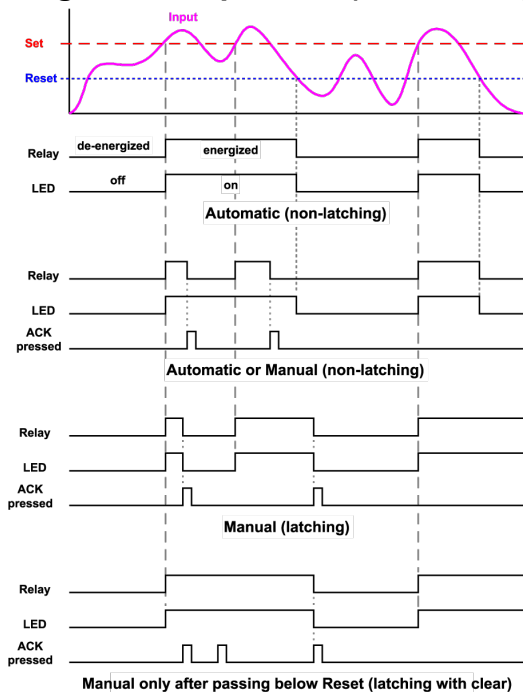 Input
Set
Reset
de-energized energized
Relay
off on
LED
Automatic (non-latching)
Relay
LED
ACK
pressed
Automatic or Manual (non-latching)
Relay
LED
ACK
pressed
Manual (latching)
Relay
LED
ACK
pressed
Manual only after passing below Reset (latching with clear)